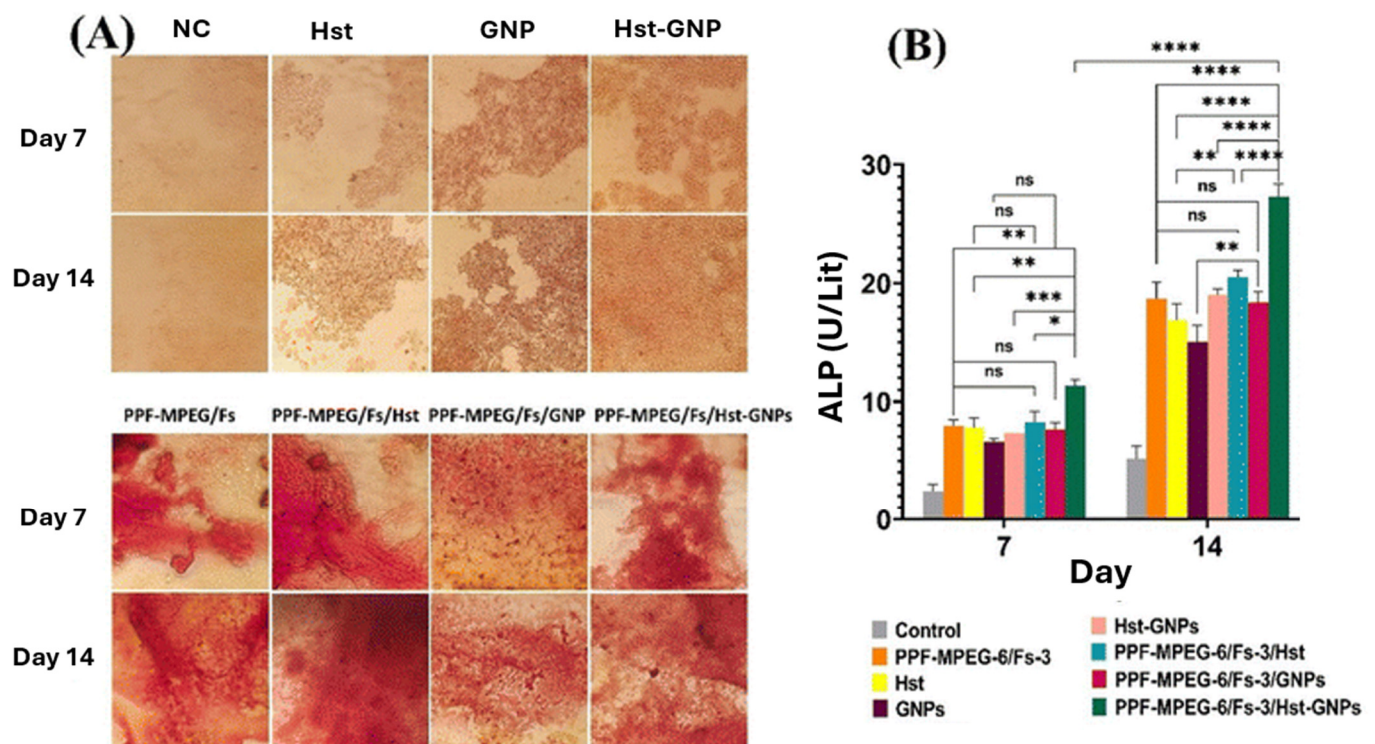 (A)
NC Hst GNP Hst-GNP
Day 7
Day 14
PPF-MPEG/Fs PPF-MPEG/Fs/Hst PPF-MPEG/Fs/GNP PPF-MPEG/Fs/Hst-GNPs
Day 7
Day 14
(B)
****
****
****
****
** ****
ns
ns
**
ns
ns
**
**
***
*
ns
ns
ALP (U/Lit)
30
20
10
0
7 14
Day
Control
PPF-MPEG-6/Fs-3
Hst
GNPs
Hst-GNPs
PPF-MPEG-6/Fs-3/Hst
PPF-MPEG-6/Fs-3/GNPs
PPF-MPEG-6/Fs-3/Hst-GNPs